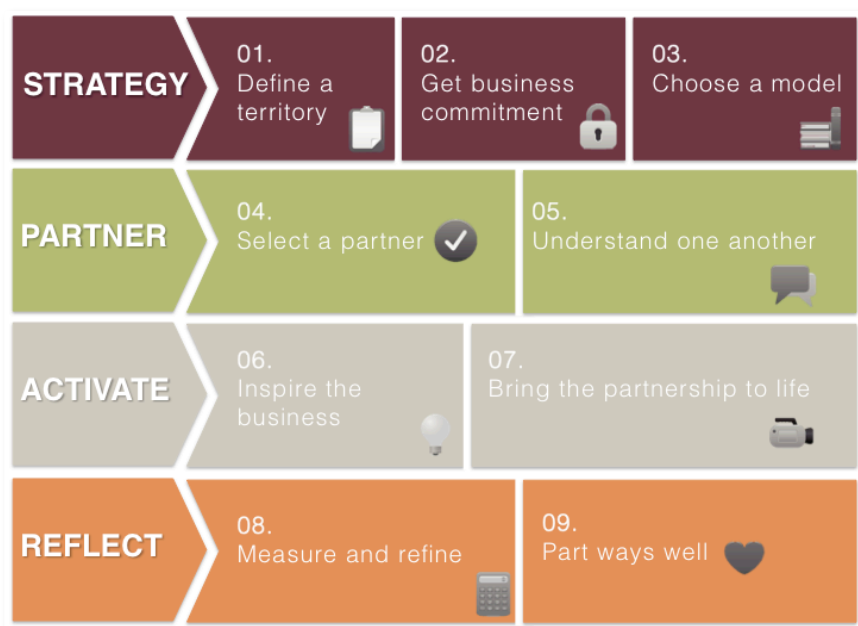 STRATEGY
01.
Define a
territory
02.
Get business
commitment
03.
Choose a model
PARTNER
04.
Select a partner
05.
Understand one another
ACTIVATE
06.
Inspire the
business
07.
Bring the partnership to life
REFLECT
08.
Measure and refine
09.
Part ways well